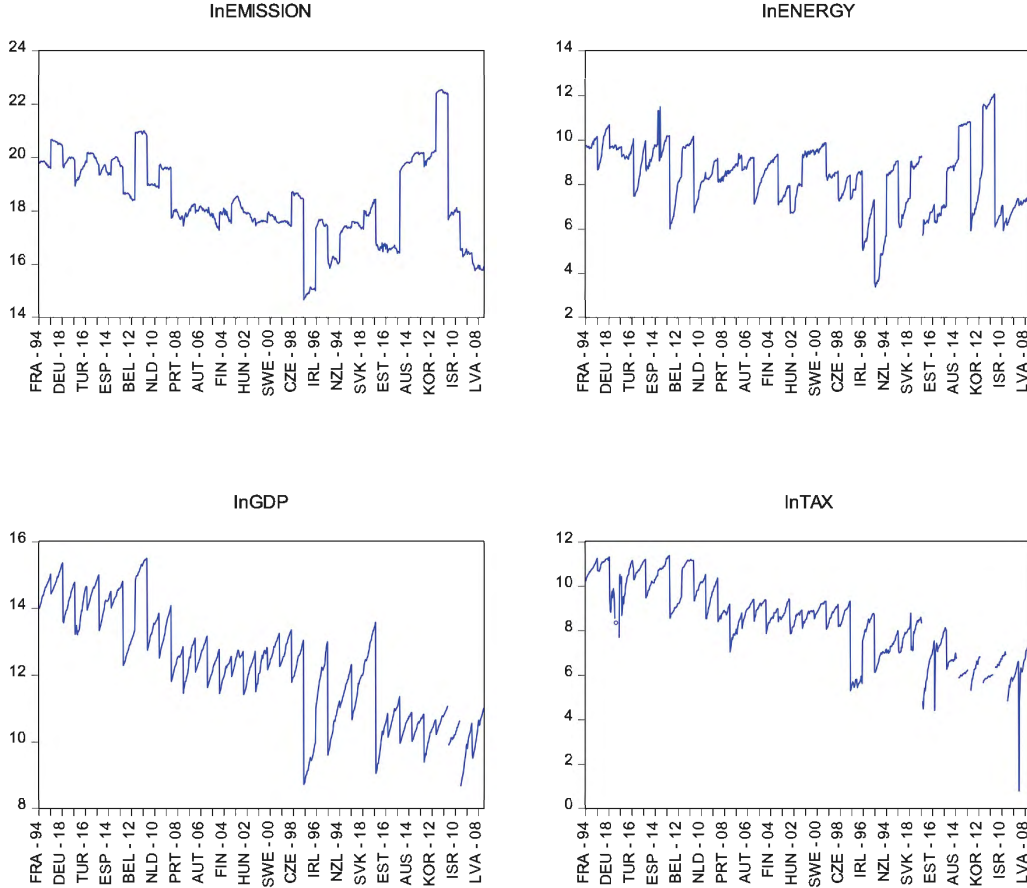 lnEMISSION
24
22
20
18
16
14
FRA - 94
DEU - 18
TUR - 16
ESP - 14
BEL - 12
NLD - 10
PRT - 08
AUT - 06
FIN - 04
HUN - 02
SWE - 00
CZE - 98
IRL - 96
NZL - 94
SVK - 18
EST - 16
AUS - 14
KOR - 12
ISR - 10
LVA - 08
lnENERGY
14
12
10
8
6
4
2
FRA - 94
DEU - 18
TUR - 16
ESP - 14
BEL - 12
NLD - 10
PRT - 08
AUT - 06
FIN - 04
HUN - 02
SWE - 00
CZE - 98
IRL - 96
NZL - 94
SVK - 18
EST - 16
AUS - 14
KOR - 12
ISR - 10
LVA - 08
lnGDP
16
14
12
10
8
FRA - 94
DEU - 18
TUR - 16
ESP - 14
BEL - 12
NLD - 10
PRT - 08
AUT - 06
FIN - 04
HUN - 02
SWE - 00
CZE - 98
IRL - 96
NZL - 94
SVK - 18
EST - 16
AUS - 14
KOR - 12
ISR - 10
LVA - 08
lnTAX
12
10
8
6
4
2
0
FRA - 94
DEU - 18
TUR - 16
ESP - 14
BEL - 12
NLD - 10
PRT - 08
AUT - 06
FIN - 04
HUN - 02
SWE - 00
CZE - 98
IRL - 96
NZL - 94
SVK - 18
EST - 16
AUS - 14
KOR - 12
ISR - 10
LVA - 08